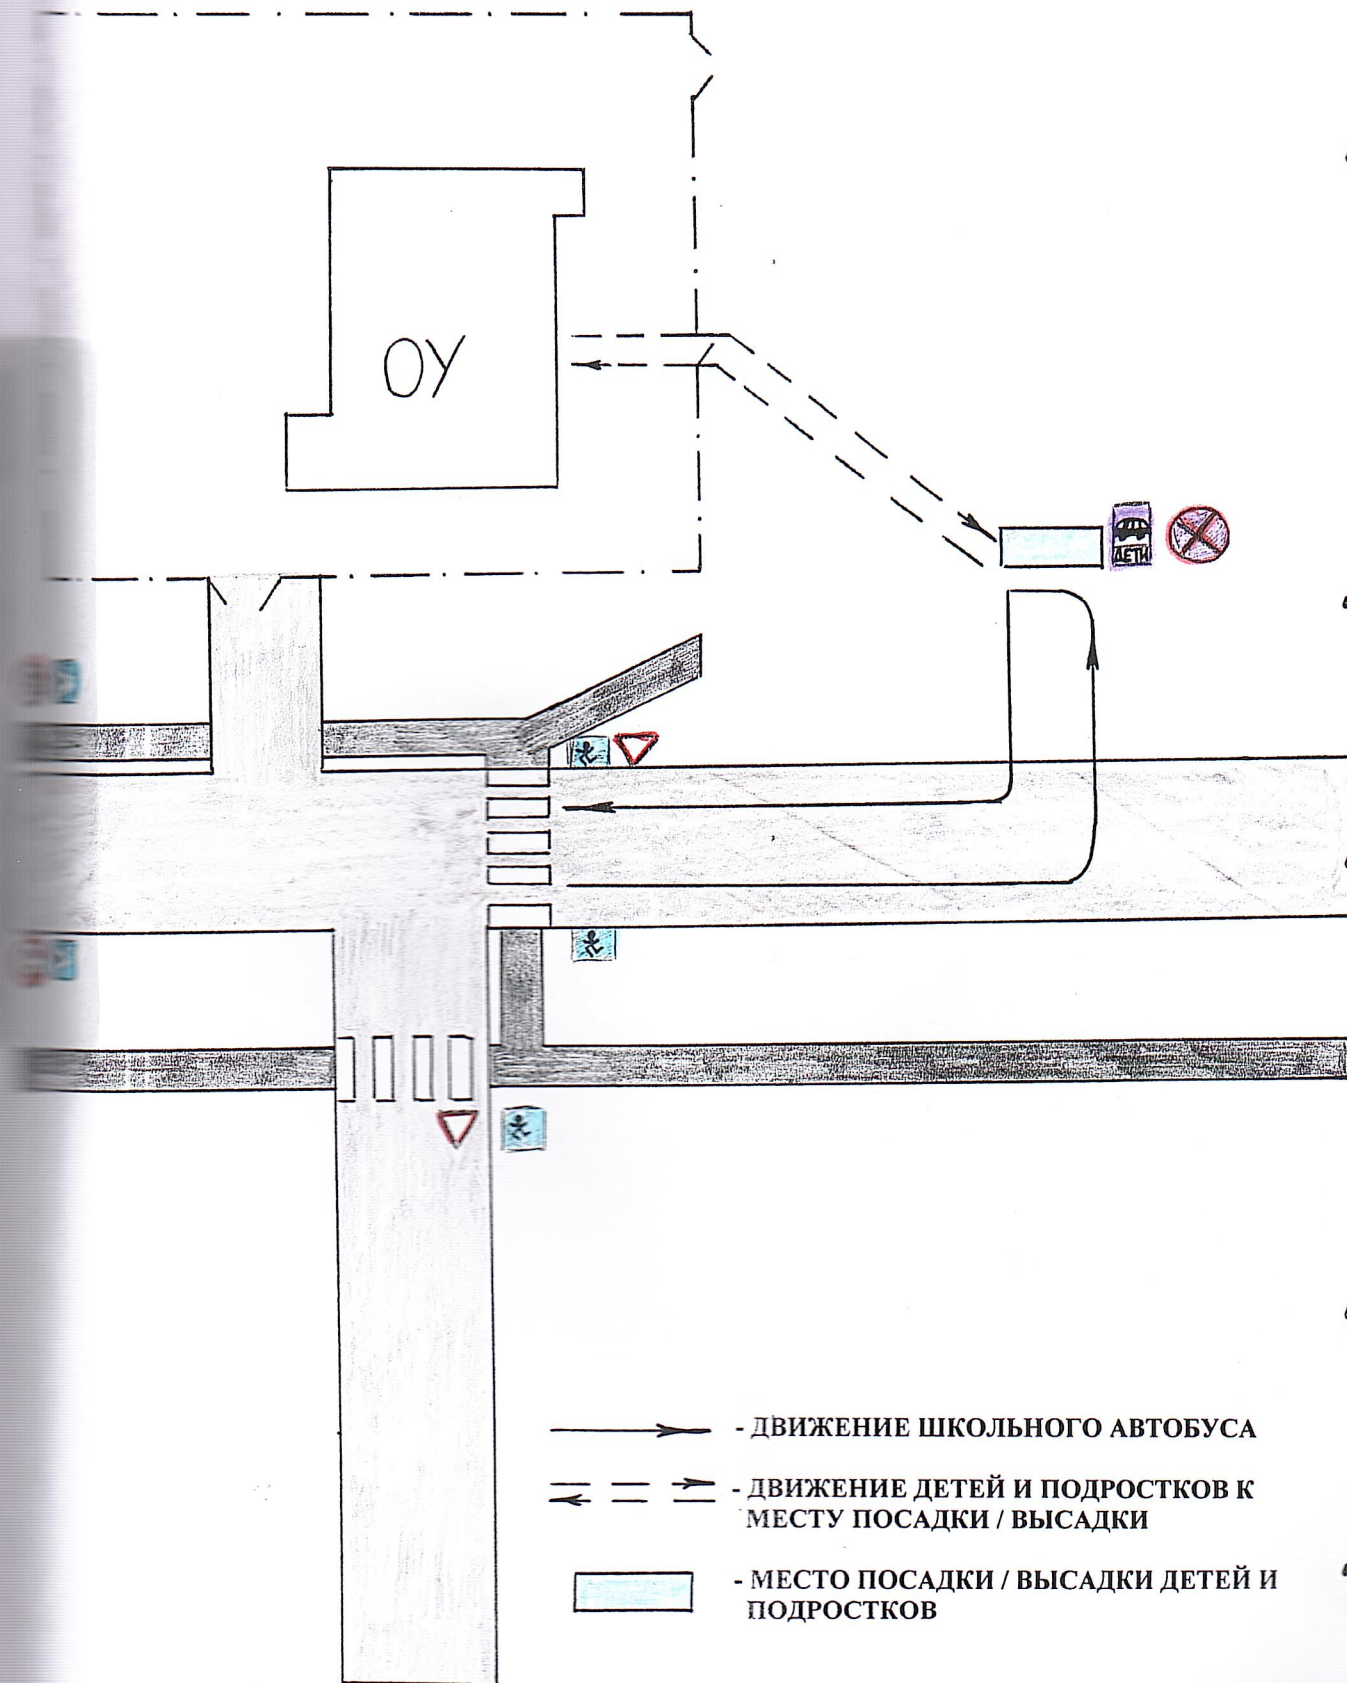 ОУ
ДЕТИ
- ДВИЖЕНИЕ ШКОЛЬНОГО АВТОБУСА
- ДВИЖЕНИЕ ДЕТЕЙ И ПОДРОСТКОВ К
МЕСТУ ПОСАДКИ / ВЫСАДКИ
- МЕСТО ПОСАДКИ / ВЫСАДКИ ДЕТЕЙ И
ПОДРОСТКОВ